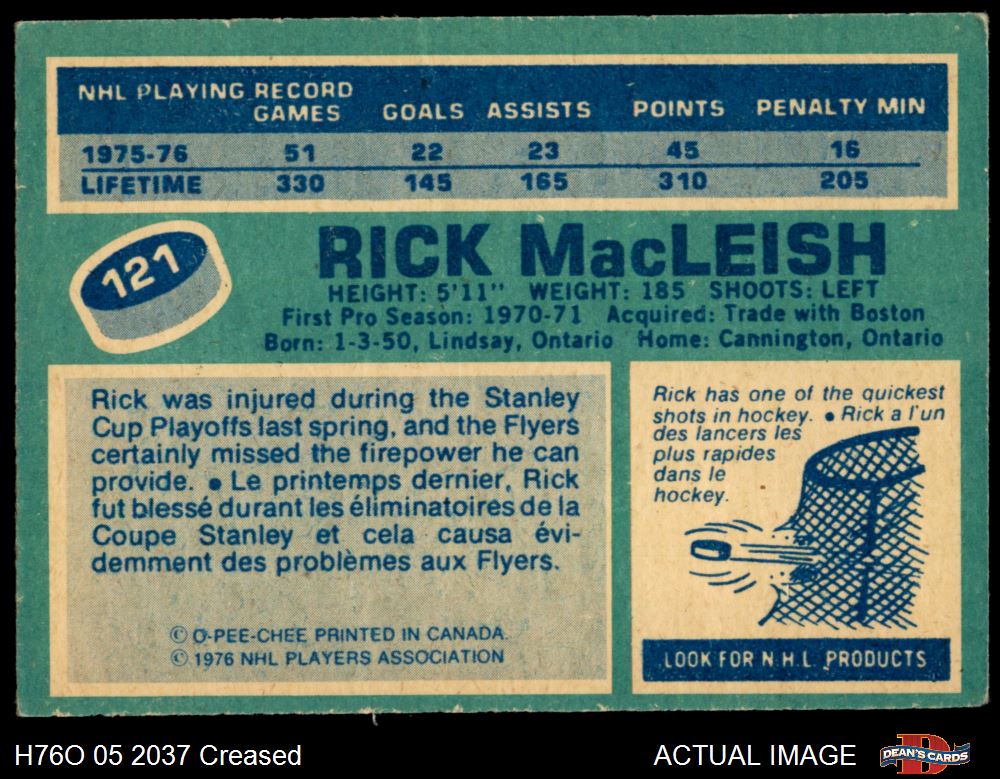 NHL PLAYING RECORD
GAMES GOALS ASSISTS POINTS PENALTY MIN
1975-76 51 22 23 45 16
LIFETIME 330 145 165 310 205
121
RICK MacLEISH
HEIGHT: 5'11" WEIGHT: 185 SHOOTS: LEFT
First Pro Season: 1970-71 Acquired: Trade with Boston
Born: 1-3-50, Lindsay, Ontario Home: Cannington, Ontario
Rick was injured during the Stanley
Cup Playoffs last spring, and the Flyers
certainly missed the firepower he can
provide. • Le printemps dernier, Rick
fut blessé durant les éliminatoires de la
Coupe Stanley et cela causa évi-
demment des problèmes aux Flyers.
© O-PEE-CHEE PRINTED IN CANADA.
© 1976 NHL PLAYERS ASSOCIATION
Rick has one of the quickest
shots in hockey. • Rick a l'un
des lancers les
plus rapides
dans le
hockey.
LOOK FOR N.H.L. PRODUCTS
H76O 05 2037 Creased
ACTUAL IMAGE
DEAN'S CARDS